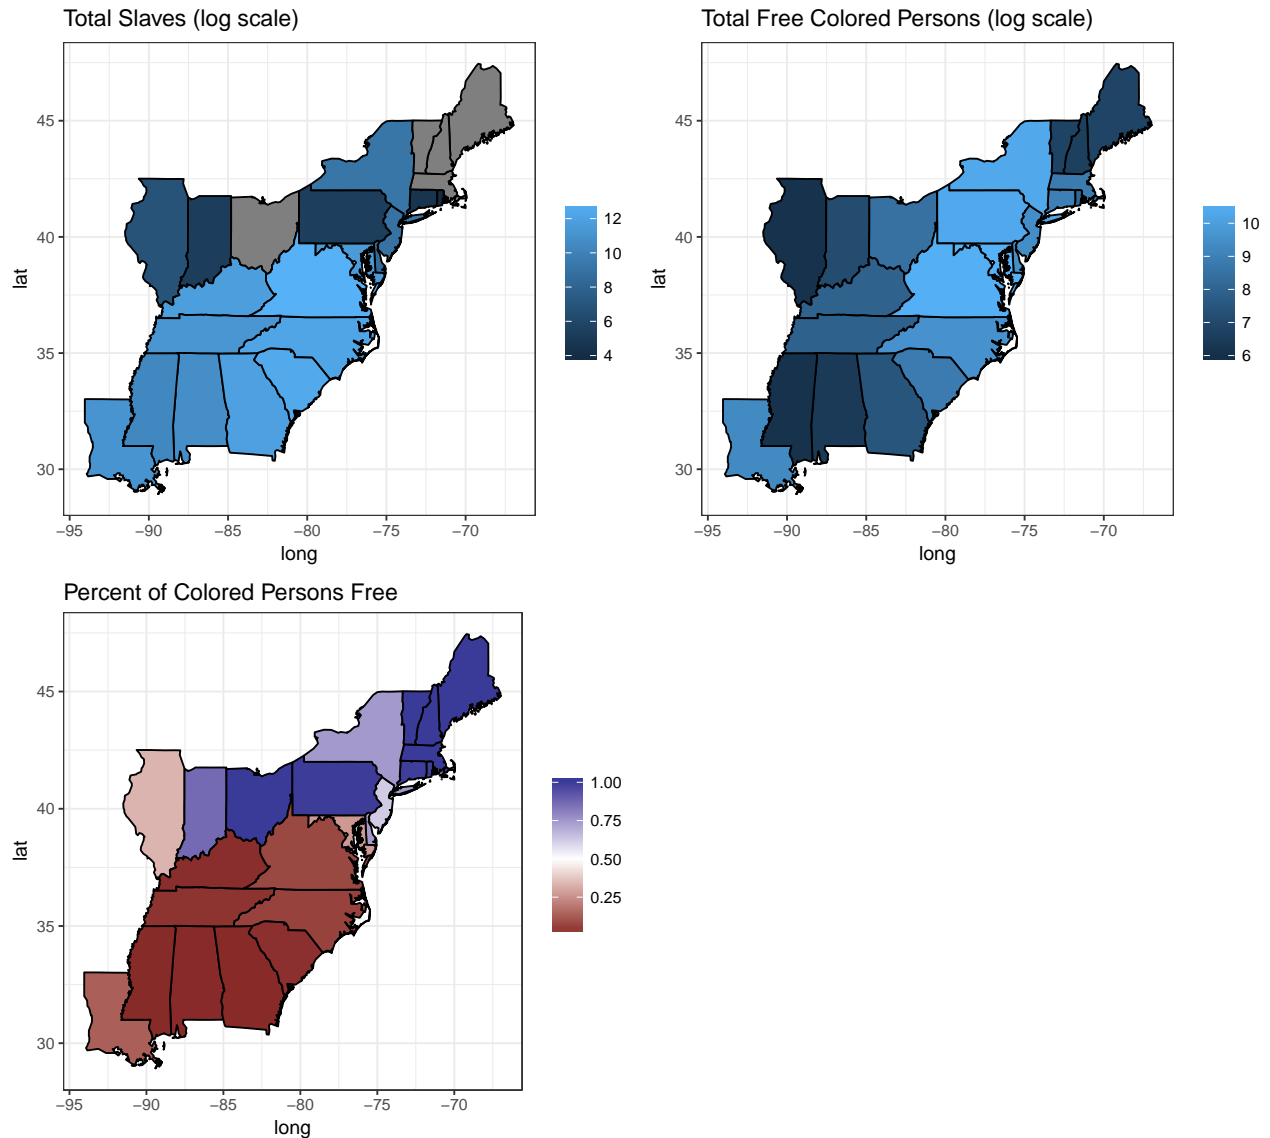 Total Slaves (log scale)
45
40
35
30
lat
−95 −90 −85 −80 −75 −70
long
12
10
8
6
4
Total Free Colored Persons (log scale)
45
40
35
30
lat
−95 −90 −85 −80 −75 −70
long
10
9
8
7
6
Percent of Colored Persons Free
45
40
35
30
lat
−95 −90 −85 −80 −75 −70
long
1.00
0.75
0.50
0.25